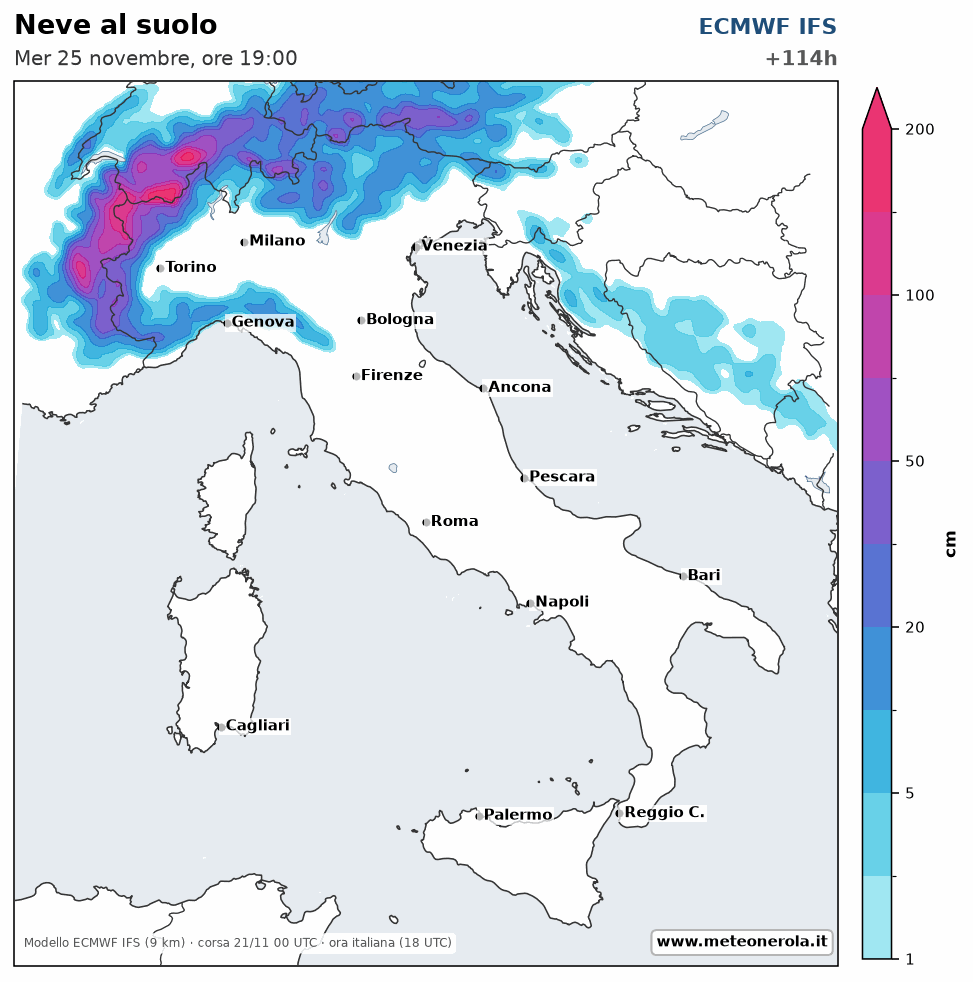 Neve al suolo
ECMWF IFS
Mer 25 novembre, ore 19:00
+114h
Milano
Venezia
Torino
Genova
Bologna
Firenze
Ancona
Pescara
Roma
Bari
Napoli
Cagliari
Palermo
Reggio C.
200
100
50
20
5
1
cm
Modello ECMWF IFS (9 km) · corsa 21/11 00 UTC · ora italiana (18 UTC)
www.meteonerola.it